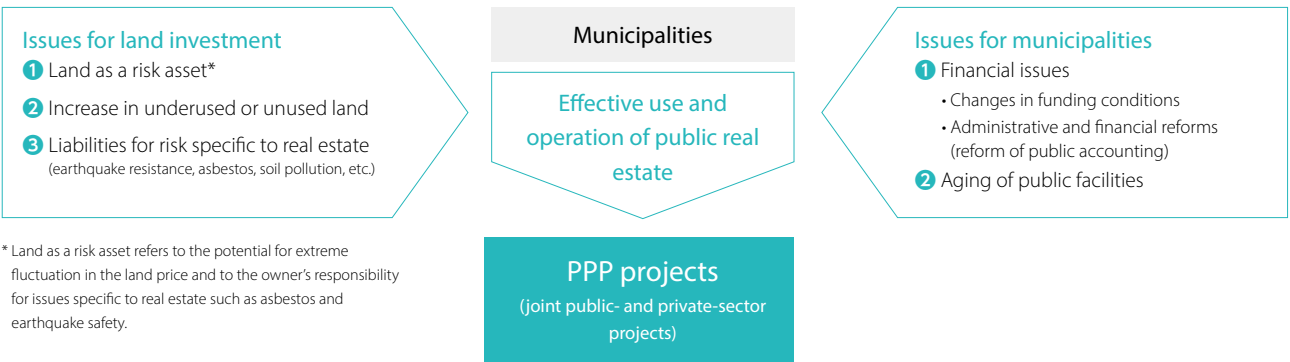 Issues for land investment
❶ Land as a risk asset*
❷ Increase in underused or unused land
❸ Liabilities for risk specific to real estate
(earthquake resistance, asbestos, soil pollution, etc.)
* Land as a risk asset refers to the potential for extreme
fluctuation in the land price and to the owner’s responsibility
for issues specific to real estate such as asbestos and
earthquake safety.
Municipalities
Effective use and
operation of public real
estate
PPP projects
(joint public- and private-sector
projects)
Issues for municipalities
❶ Financial issues
• Changes in funding conditions
• Administrative and financial reforms
(reform of public accounting)
❷ Aging of public facilities